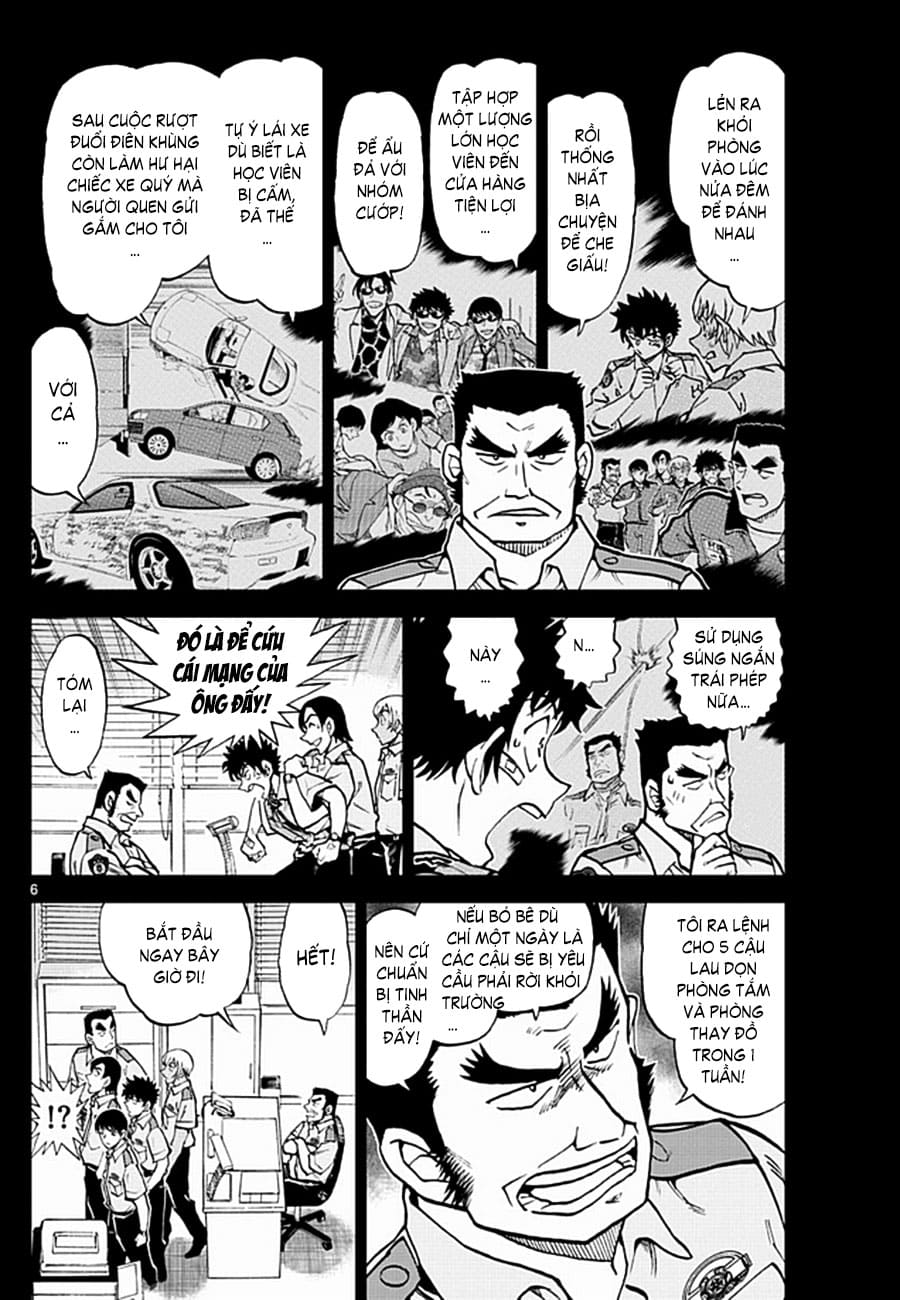 LẺN RA
KHỎI
PHÒNG
VÀO LÚC
NỬA ĐÊM
ĐỂ ĐÁNH
NHAU
...
RỒI
THỐNG
NHẤT
BỊA
CHUYỆN
ĐỂ CHE
GIẤU!
TẬP HỢP
MỘT LƯỢNG
LỚN HỌC
VIÊN ĐẾN
CỬA HÀNG
TIỆN LỢI
...
ĐỂ ẨU
ĐẢ VỚI
NHÓM
CƯỚP!
TỰ Ý LÁI XE
DÙ BIẾT LÀ
HỌC VIÊN
BỊ CẤM,
ĐÃ THẾ
...
SAU CUỘC RƯỢT
ĐUỔI ĐIÊN KHÙNG
CÒN LÀM HƯ HẠI
CHIẾC XE QUÝ MÀ
NGƯỜI QUEN GỬI
GẮM CHO TÔI
...
VỚI
CẢ
...
SỬ DỤNG
SÚNG NGẮN
TRÁI PHÉP
NỮA...
N...
NÀY
...
ĐÓ LÀ ĐỂ CỨU
CÁI MẠNG CỦA
ÔNG ĐẤY!
TÓM
LẠI
...
TÔI RA LỆNH
CHO 5 CẬU
LAU DỌN
PHÒNG TẮM
VÀ PHÒNG
THAY ĐỒ
TRONG 1
TUẦN!
NẾU BỎ BÊ DÙ
CHỈ MỘT NGÀY LÀ
CÁC CẬU SẼ BỊ YÊU
CẦU PHẢI RỜI KHỎI
TRƯỜNG
...
NÊN CỨ
CHUẨN
BỊ TINH
THẦN
ĐẤY!
HẾT!
BẮT ĐẦU
NGAY BÂY
GIỜ ĐI!
!?
6